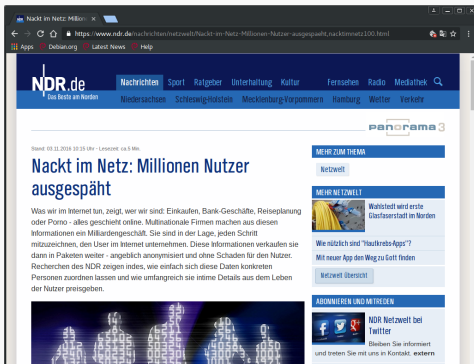 Nackt im Netz: Million
https://www.ndr.de/nachrichten/netzwelt/Nackt-im-Netz-Millionen-Nutzer-ausgespaeht,nacktimnetz100.html
Apps Debian.org Latest News Help
NDR.de
Das Beste am Norden
Nachrichten Sport Ratgeber Unterhaltung Kultur Fernsehen Radio Mediathek
Niedersachsen Schleswig-Holstein Mecklenburg-Vorpommern Hamburg Wetter Verkehr
PANORAMA 3
Stand: 03.11.2016 10:15 Uhr - Lesezeit: ca.5 Min.
Nackt im Netz: Millionen Nutzer
ausgespäht
Was wir im Internet tun, zeigt, wer wir sind: Einkaufen, Bank-Geschäfte, Reiseplanung
oder Porno - alles geschieht online. Multinationale Firmen machen aus diesen
Informationen ein Milliardengeschäft. Sie sind in der Lage, jeden Schritt
mitzuzeichnen, den User im Internet unternehmen. Diese Informationen verkaufen sie
dann in Paketen weiter - angeblich anonymisiert und ohne Schaden für den Nutzer.
Recherchen des NDR zeigen indes, wie einfach sich diese Daten konkreten
Personen zuordnen lassen und wie umfangreich sie intime Details aus dem Leben
der Nutzer preisgeben.
MEHR ZUM THEMA
Netzwelt
MEHR NETZWELT
Wahlstedt wird erste
Glasfaserstadt im Norden
Wie nützlich sind "Hautkrebs-Apps"?
Mit neuer App den Weg zu Gott finden
Netzwelt Übersicht
ABONNIEREN UND MITREDEN
NDR Netzwelt bei
Twitter
Bleiben Sie informiert
und treten Sie mit uns in Kontakt. extern